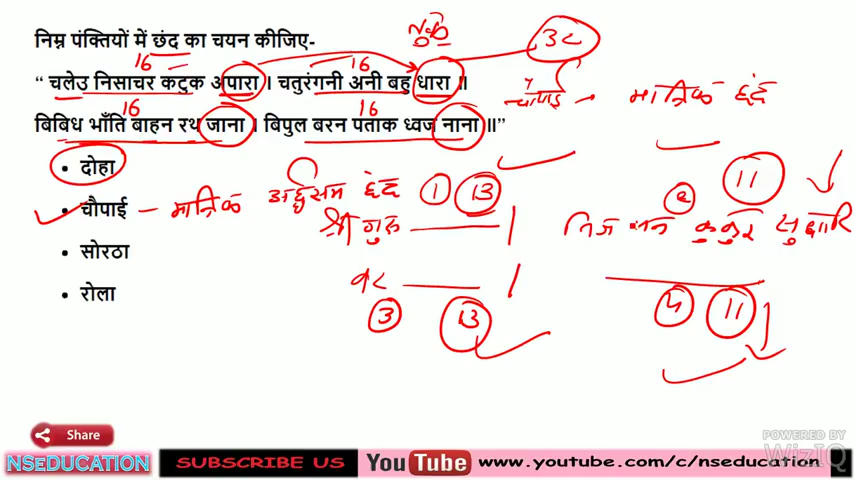 निम्न पंक्तियों में छंद का चयन कीजिए-
32
16 16
“ चलेउ निसाचर कटुक अपारा । चतुरंगनी अनी बहु धारा ॥
चौपाई → मात्रिक छंद
16 16
बिबिध भाँति बाहन रथ जाना । बिपुल बरन पताक ध्वज नाना ॥”
• दोहा
11
• चौपाई – मात्रिक अर्द्धसम छंद 1 13
2
श्री गुरु
• सोरठा
• रोला
3 13
4 11
Share
POWERED BY
WizIQ
NSEDUCATION SUBSCRIBE US YouTube www.youtube.com/c/nseducation